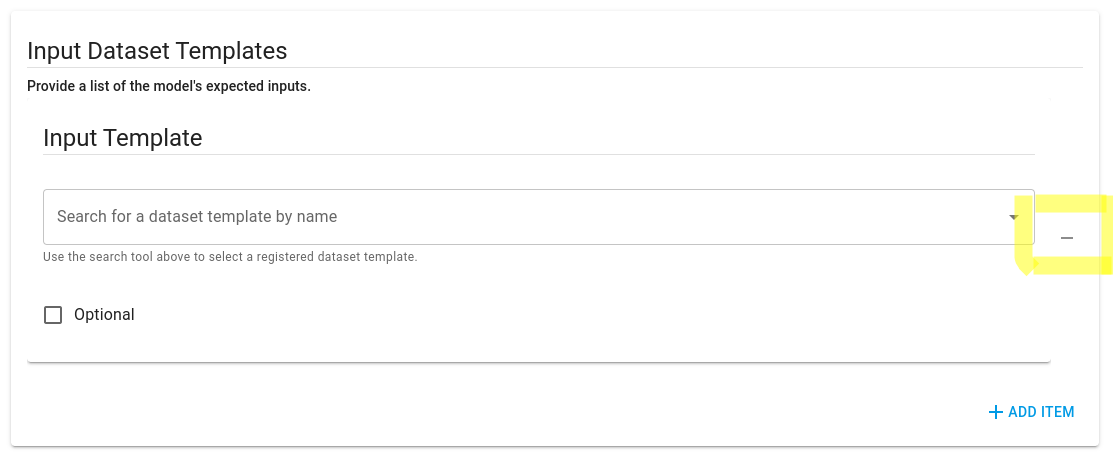 Input Dataset Templates
Provide a list of the model's expected inputs.
Input Template
Search for a dataset template by name
Use the search tool above to select a registered dataset template.
Optional
ADD ITEM